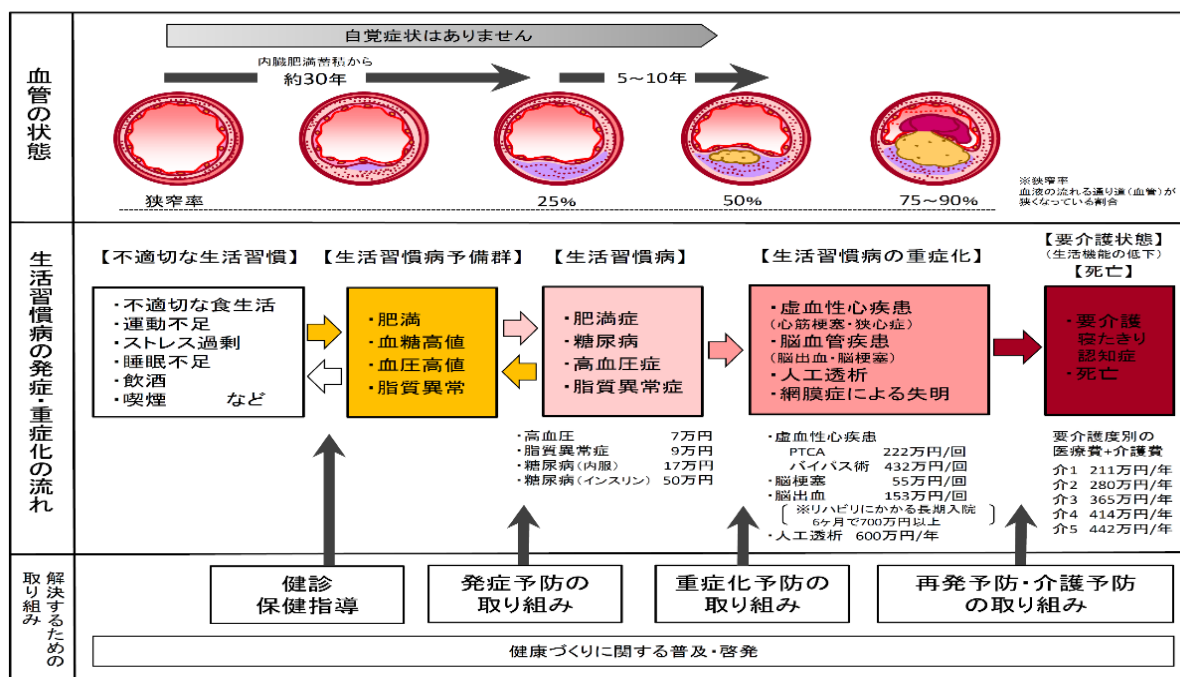 血管の状態
自覚症状はありません
内臓肥満蓄積から
約30年
5～10年
狭窄率
25%
50%
75～90%
※狭窄率
血液の流れる通り道(血管)が
狭くなっている割合
生活習慣病の発症・重症化の流れ
【不適切な生活習慣】
・不適切な食生活
・運動不足
・ストレス過剰
・睡眠不足
・飲酒
・喫煙　　　など
【生活習慣病予備群】
・肥満
・血糖高値
・血圧高値
・脂質異常
【生活習慣病】
・肥満症
・糖尿病
・高血圧症
・脂質異常症
・高血圧　7万円
・脂質異常症　9万円
・糖尿病(内服)　17万円
・糖尿病(インスリン)　50万円
【生活習慣病の重症化】
・虚血性心疾患
(心筋梗塞・狭心症)
・脳血管疾患
(脳出血・脳梗塞)
・人工透析
・網膜症による失明
・虚血性心疾患
PTCA　222万円/回
バイパス術　432万円/回
・脳梗塞　55万円/回
・脳出血　153万円/回
※リハビリにかかる長期入院
6ヶ月で700万円以上
・人工透析　600万円/年
【要介護状態】
(生活機能の低下)
【死亡】
・要介護
寝たきり
認知症
・死亡
要介護度別の
医療費+介護費
介1　211万円/年
介2　280万円/年
介3　365万円/年
介4　414万円/年
介5　442万円/年
解決するための
取り組み
健診
保健指導
発症予防の
取り組み
重症化予防の
取り組み
再発予防・介護予防
の取り組み
健康づくりに関する普及・啓発